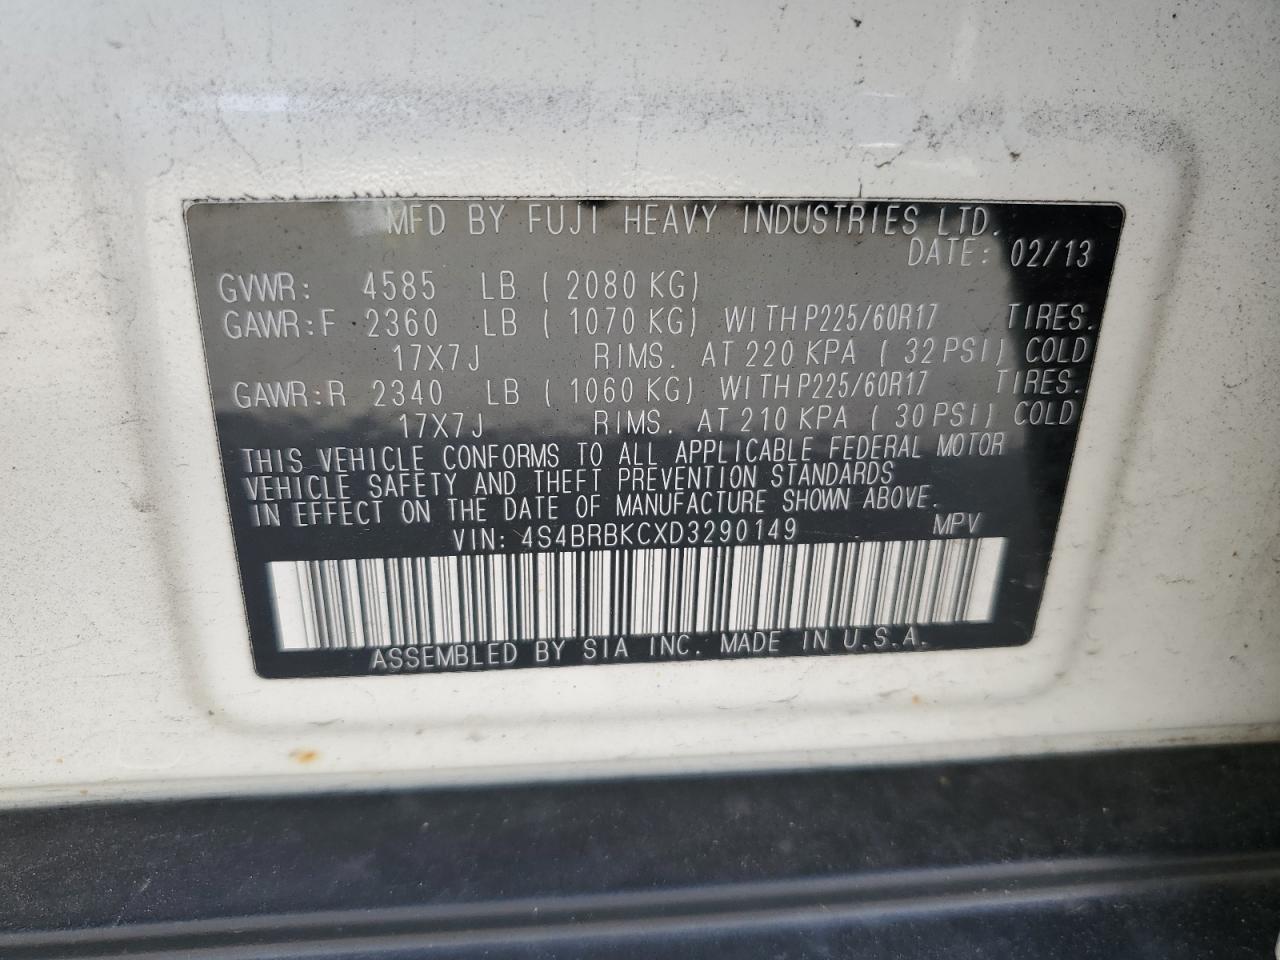 MFD BY FUJI HEAVY INDUSTRIES LTD.
DATE: 02/13
GVWR: 4585 LB ( 2080 KG)
GAWR:F 2360 LB ( 1070 KG) WITH P225/60R17 TIRES.
17X7J RIMS. AT 220 KPA ( 32 PSI) COLD
GAWR:R 2340 LB ( 1060 KG) WITH P225/60R17 TIRES.
17X7J RIMS. AT 210 KPA ( 30 PSI) COLD
THIS VEHICLE CONFORMS TO ALL APPLICABLE FEDERAL MOTOR
VEHICLE SAFETY AND THEFT PREVENTION STANDARDS
IN EFFECT ON THE DATE OF MANUFACTURE SHOWN ABOVE.
VIN: 4S4BRBKCXD3290149 MPV
ASSEMBLED BY SIA INC. MADE IN U.S.A.